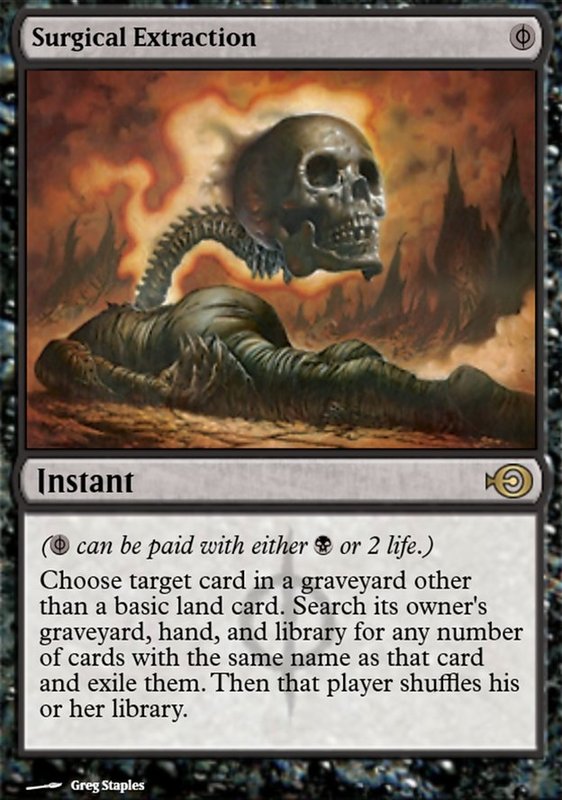 Surgical Extraction
Instant
(ɸ can be paid with either 💀 or 2 life.)
Choose target card in a graveyard other
than a basic land card. Search its owner's
graveyard, hand, and library for any number
of cards with the same name as that card
and exile them. Then that player shuffles his
or her library.
Greg Staples